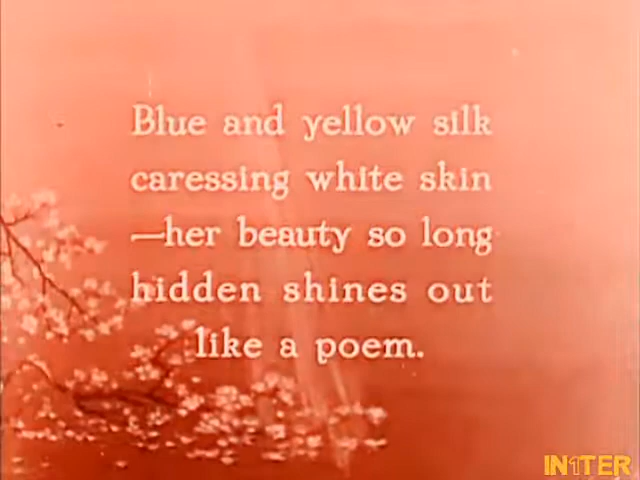 Blue and yellow silk
caressing white skin
—her beauty so long
hidden shines out
like a poem.
IN1TER